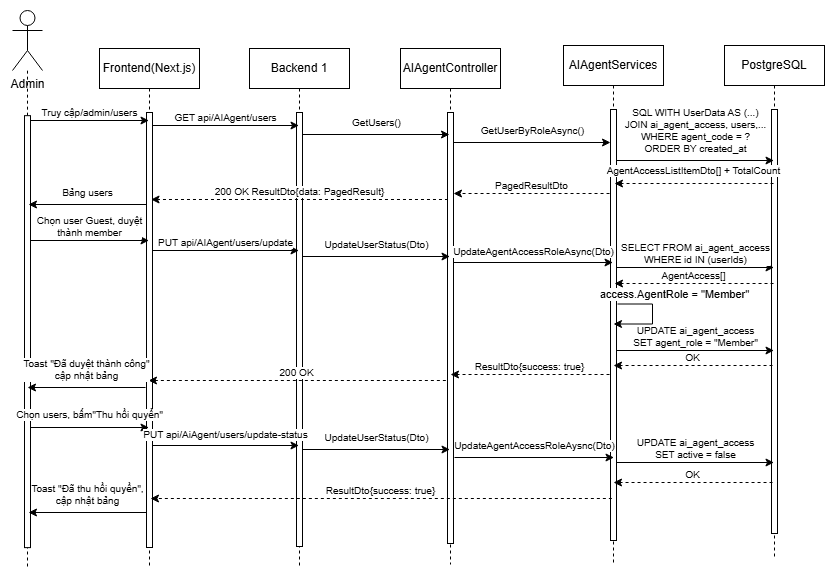 Admin
Frontend(Next.js)
Backend 1
AIAgentController
AIAgentServices
PostgreSQL
Truy cập/admin/users
GET api/AIAgent/users
GetUsers()
GetUserByRoleAsync()
SQL WITH UserData AS (...)
JOIN ai_agent_access, users,...
WHERE agent_code = ?
ORDER BY created_at
AgentAccessListItemDto[] + TotalCount
PagedResultDto
200 OK ResultDto{data: PagedResult}
Bảng users
Chọn user Guest, duyệt
thành member
PUT api/AIAgent/users/update
UpdateUserStatus(Dto)
UpdateAgentAccessRoleAsync(Dto)
SELECT FROM ai_agent_access
WHERE id IN (userIds)
AgentAccess[]
access.AgentRole = "Member"
UPDATE ai_agent_access
SET agent_role = "Member"
OK
ResultDto{success: true}
200 OK
Toast "Đã duyệt thành công"
cập nhật bảng
Chọn users, bấm"Thu hồi quyền"
PUT api/AiAgent/users/update-status
UpdateUserStatus(Dto)
UpdateAgentAccessRoleAysnc(Dto)
UPDATE ai_agent_access
SET active = false
OK
ResultDto{success: true}
Toast "Đã thu hồi quyền",
cập nhật bảng